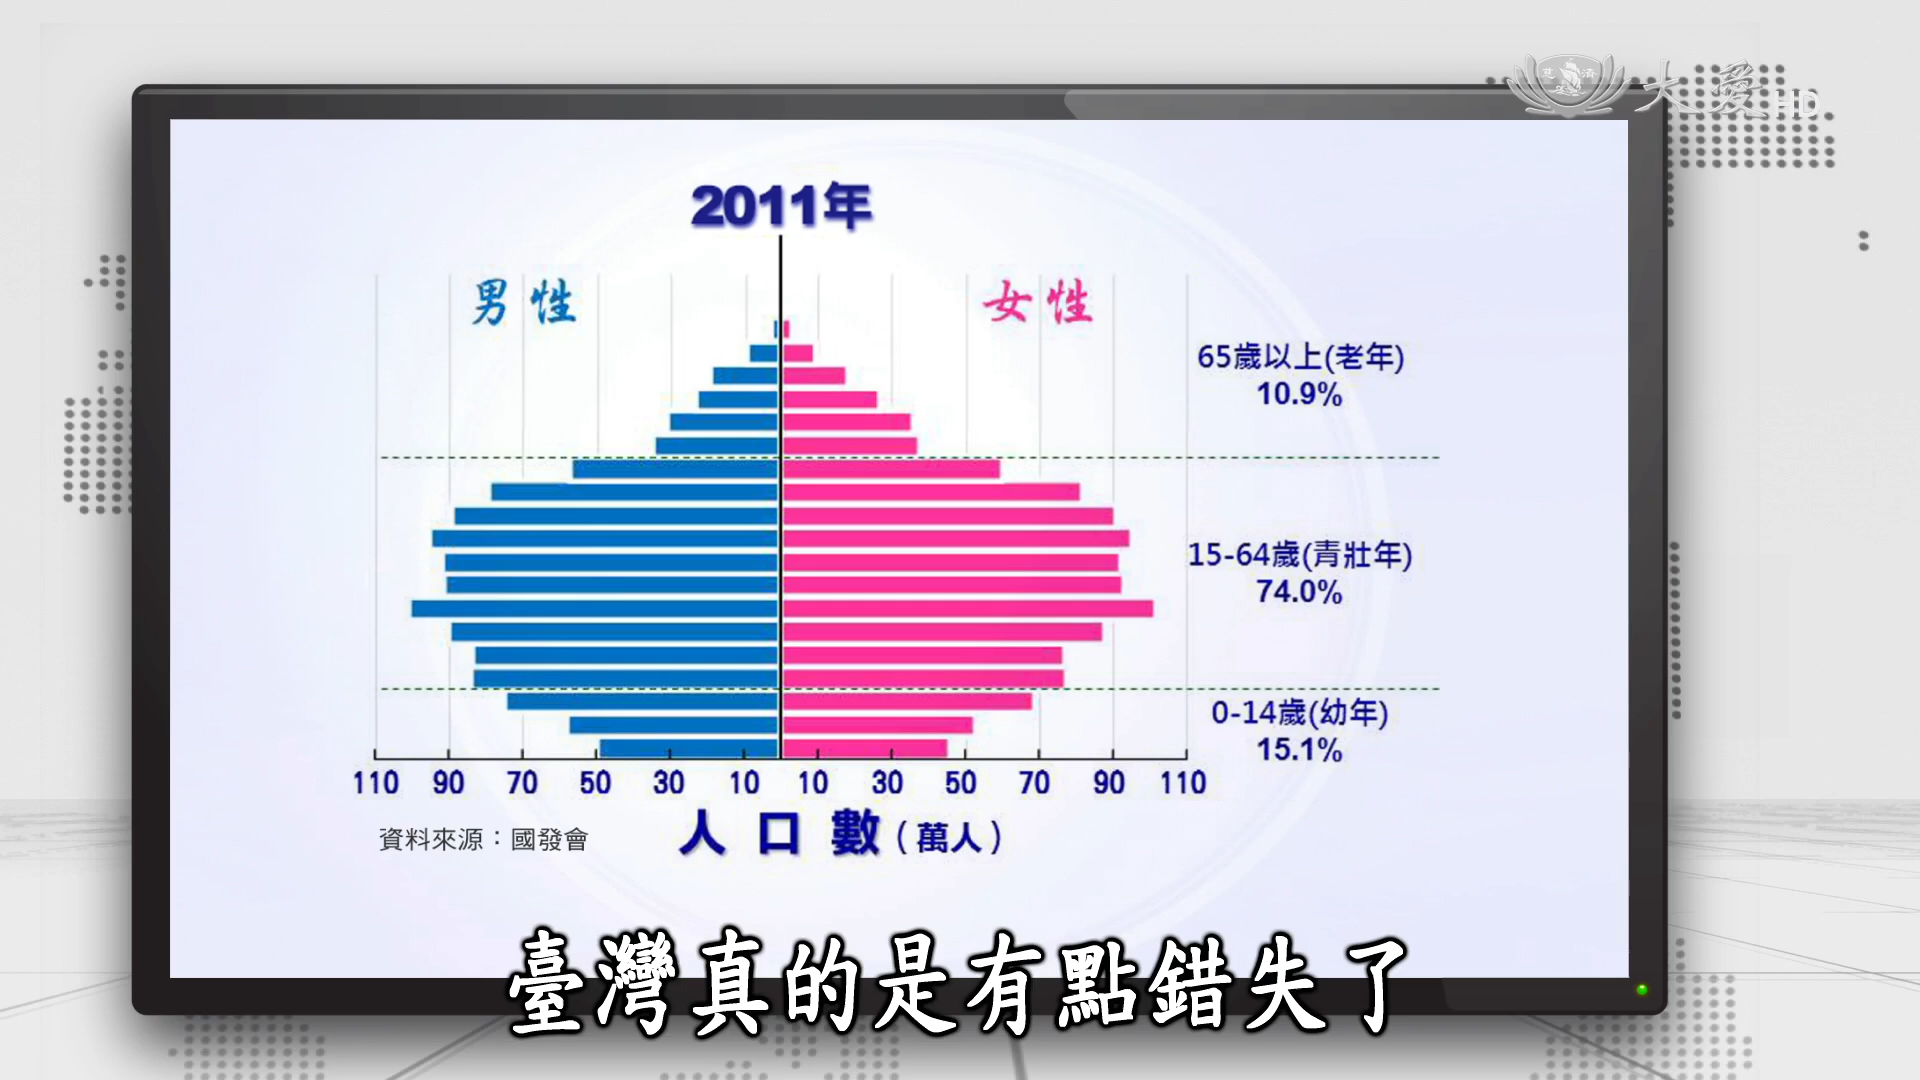 慈濟
大愛 HD
2011年
男性
女性
65歲以上(老年)
10.9%
15-64歲(青壯年)
74.0%
0-14歲(幼年)
15.1%
110 90 70 50 30 10 10 30 50 70 90 110
人口數(萬人)
資料來源：國發會
臺灣真的是有點錯失了